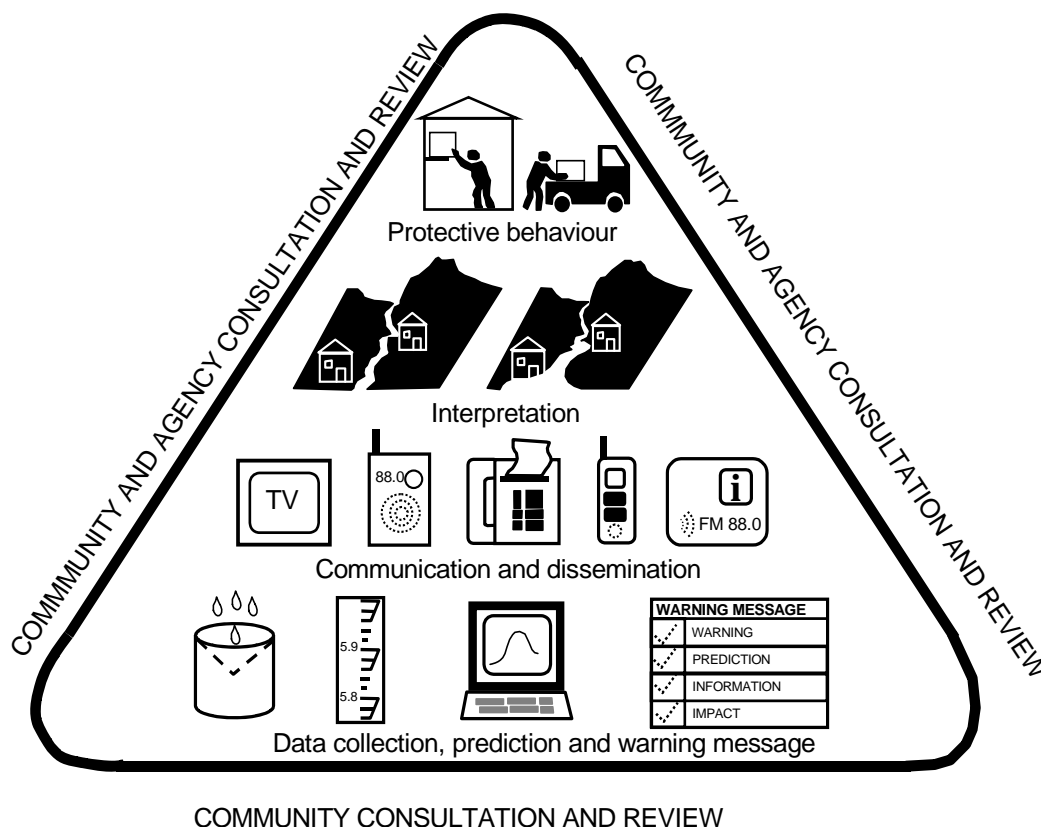 COMMMUNITY AND AGENCY CONSULTATION AND REVIEW
COMMMUNITY AND AGENCY CONSULTATION AND REVIEW
Protective behaviour
Interpretation
TV
88.0
i
FM 88.0
Communication and dissemination
5.9
5.8
WARNING MESSAGE
WARNING
PREDICTION
INFORMATION
IMPACT
Data collection, prediction and warning message
COMMUNITY CONSULTATION AND REVIEW